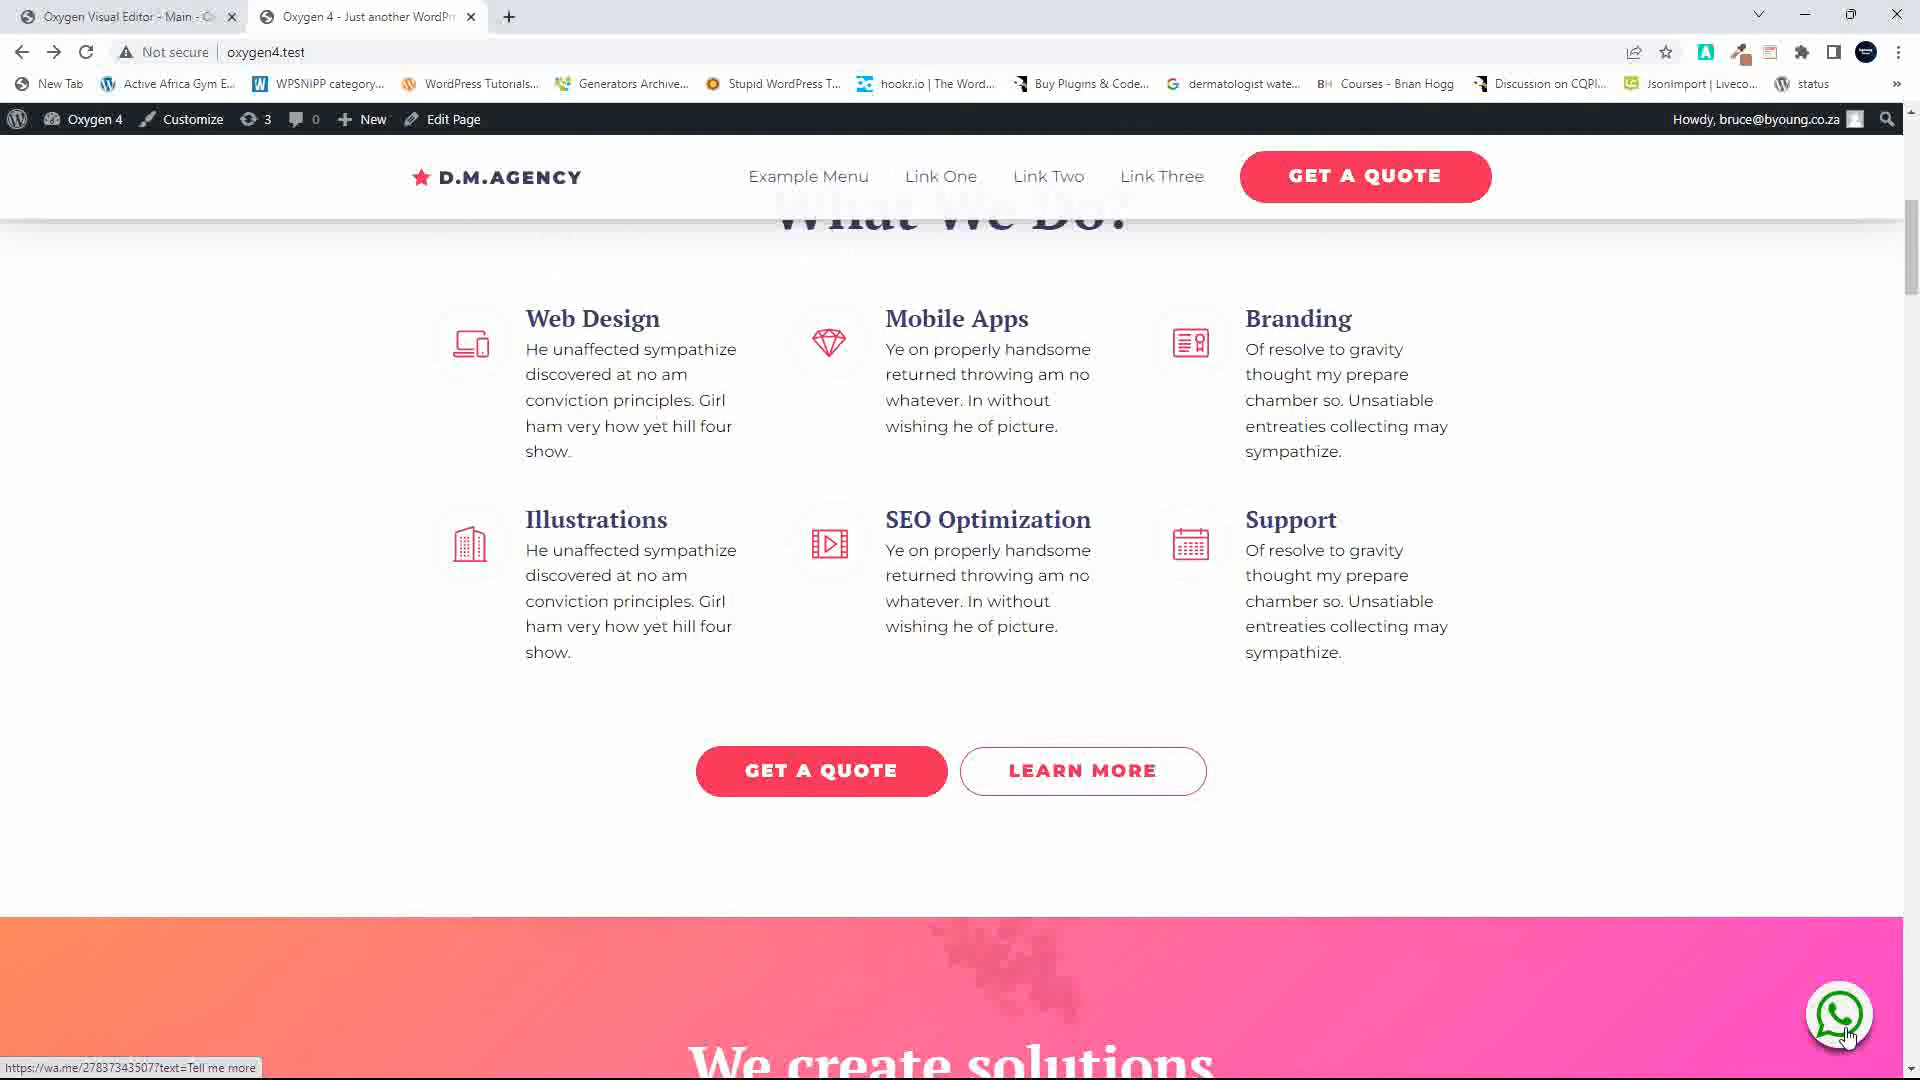 Oxygen Visual Editor - Main - O
Oxygen 4 - Just another WordPr
Not secure
oxygen4.test
New Tab
Active Africa Gym E...
WPSNIPP category...
WordPress Tutorials...
Generators Archive...
Stupid WordPress T...
hookr.io | The Word...
Buy Plugins & Code...
dermatologist wate...
BH Courses - Brian Hogg
Discussion on CQPI...
Jsonimport | Liveco...
status
»
Oxygen 4
Customize
3
0
New
Edit Page
Howdy, bruce@byoung.co.za
D.M.AGENCY
Example Menu
Link One
Link Two
Link Three
GET A QUOTE
What We Do?
Web Design
He unaffected sympathize
discovered at no am
conviction principles. Girl
ham very how yet hill four
show.
Mobile Apps
Ye on properly handsome
returned throwing am no
whatever. In without
wishing he of picture.
Branding
Of resolve to gravity
thought my prepare
chamber so. Unsatiable
entreaties collecting may
sympathize.
Illustrations
He unaffected sympathize
discovered at no am
conviction principles. Girl
ham very how yet hill four
show.
SEO Optimization
Ye on properly handsome
returned throwing am no
whatever. In without
wishing he of picture.
Support
Of resolve to gravity
thought my prepare
chamber so. Unsatiable
entreaties collecting may
sympathize.
GET A QUOTE
LEARN MORE
We create solutions
https://wa.me/27837343507?text=Tell me more